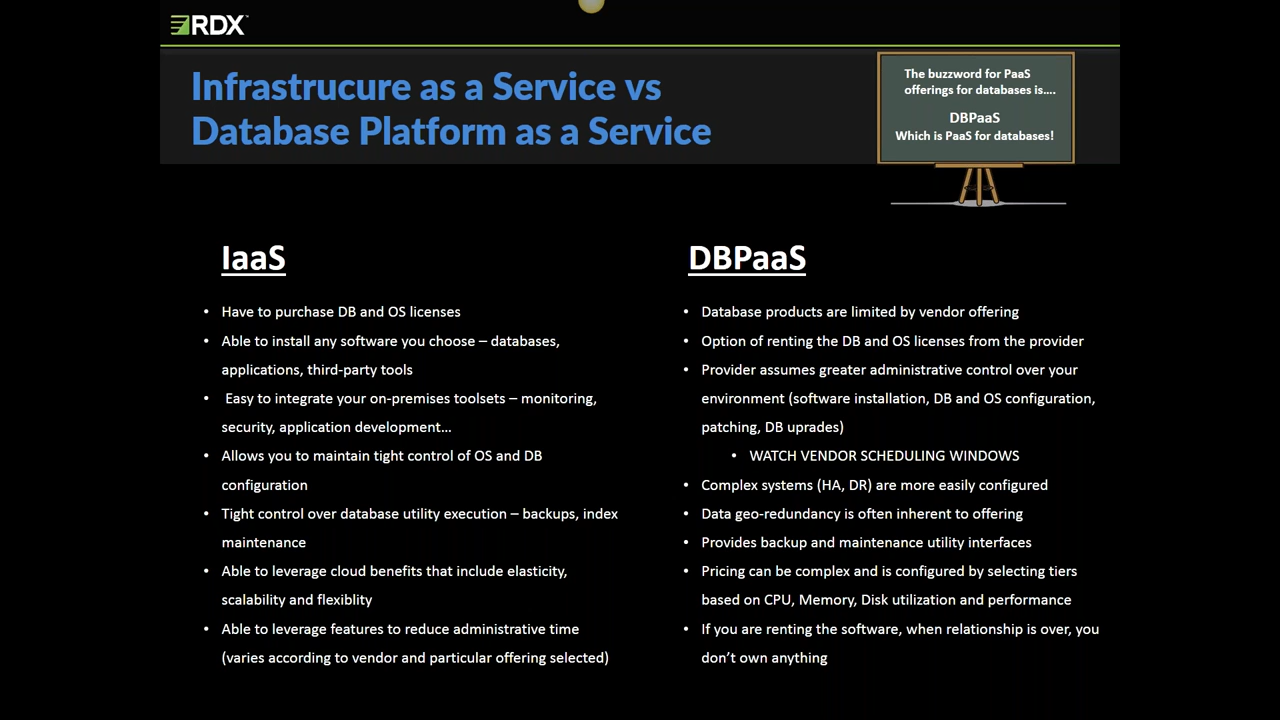 RDX™
Infrastrucure as a Service vs
Database Platform as a Service
The buzzword for PaaS
offerings for databases is....
DBPaaS
Which is PaaS for databases!
IaaS
• Have to purchase DB and OS licenses
• Able to install any software you choose – databases,
applications, third-party tools
• Easy to integrate your on-premises toolsets – monitoring,
security, application development...
• Allows you to maintain tight control of OS and DB
configuration
• Tight control over database utility execution – backups, index
maintenance
• Able to leverage cloud benefits that include elasticity,
scalability and flexiblity
• Able to leverage features to reduce administrative time
(varies according to vendor and particular offering selected)
DBPaaS
• Database products are limited by vendor offering
• Option of renting the DB and OS licenses from the provider
• Provider assumes greater administrative control over your
environment (software installation, DB and OS configuration,
patching, DB uprades)
• WATCH VENDOR SCHEDULING WINDOWS
• Complex systems (HA, DR) are more easily configured
• Data geo-redundancy is often inherent to offering
• Provides backup and maintenance utility interfaces
• Pricing can be complex and is configured by selecting tiers
based on CPU, Memory, Disk utilization and performance
• If you are renting the software, when relationship is over, you
don't own anything